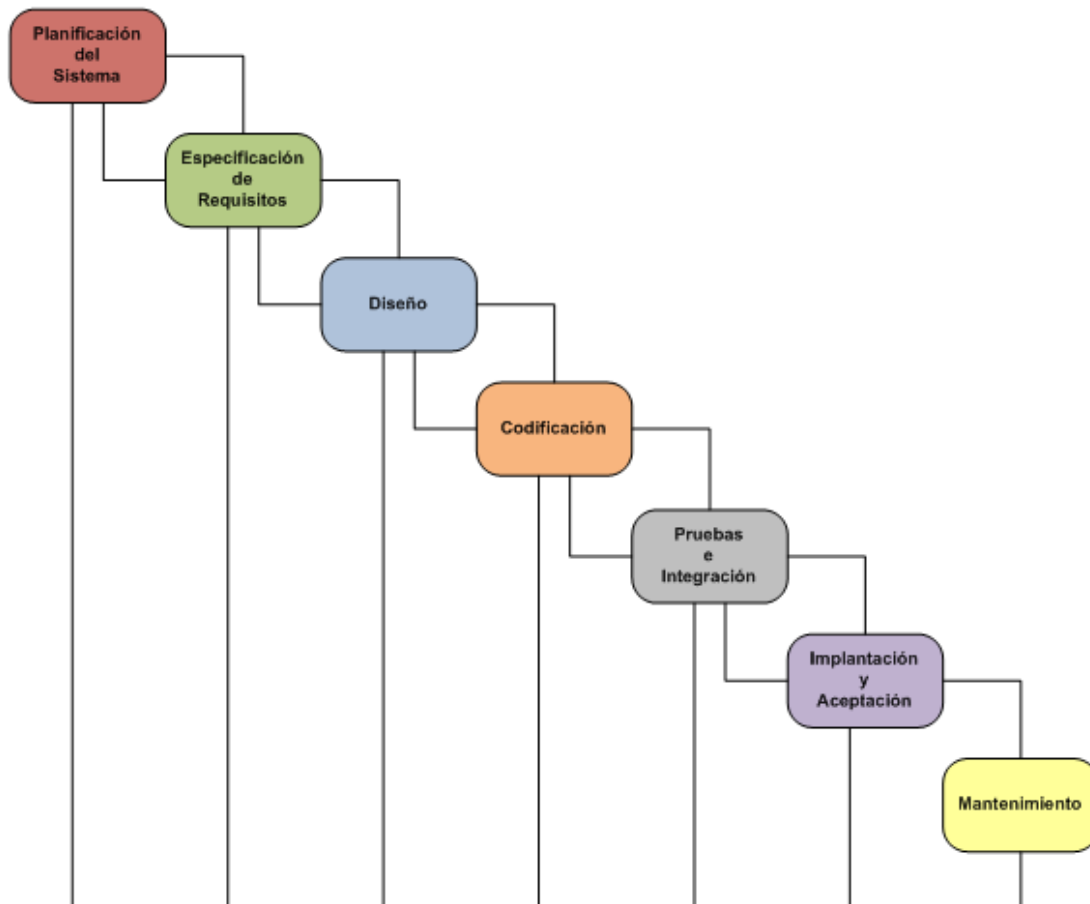 Planificación
del
Sistema
Especificación
de
Requisitos
Diseño
Codificación
Pruebas
e
Integración
Implantación
y
Aceptación
Mantenimiento